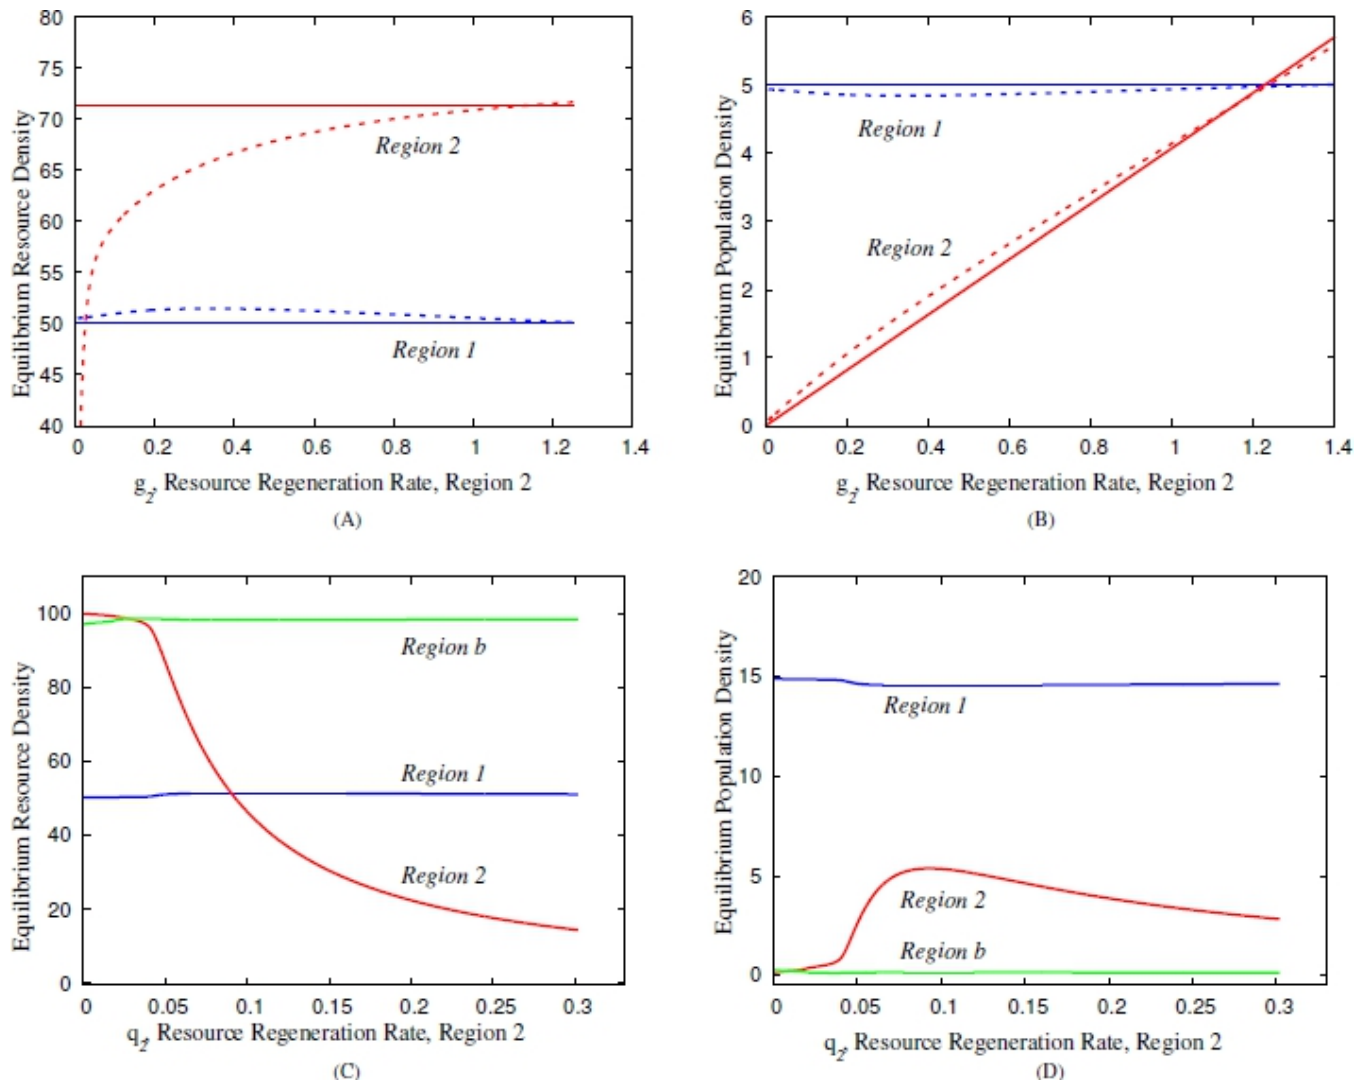 80
75
70
65
60
55
50
45
40
Equilibrium Resource Density
Region 2
Region 1
0 0.2 0.4 0.6 0.8 1 1.2 1.4
g2, Resource Regeneration Rate, Region 2
(A)
6
5
4
3
2
1
0
Equilibrium Population Density
Region 1
Region 2
0 0.2 0.4 0.6 0.8 1 1.2 1.4
g2, Resource Regeneration Rate, Region 2
(B)
100
80
60
40
20
0
Equilibrium Resource Density
Region b
Region 1
Region 2
0 0.05 0.1 0.15 0.2 0.25 0.3
q2, Resource Regeneration Rate, Region 2
(C)
20
15
10
5
0
Equilibrium Population Density
Region 1
Region 2
Region b
0 0.05 0.1 0.15 0.2 0.25 0.3
q2, Resource Regeneration Rate, Region 2
(D)